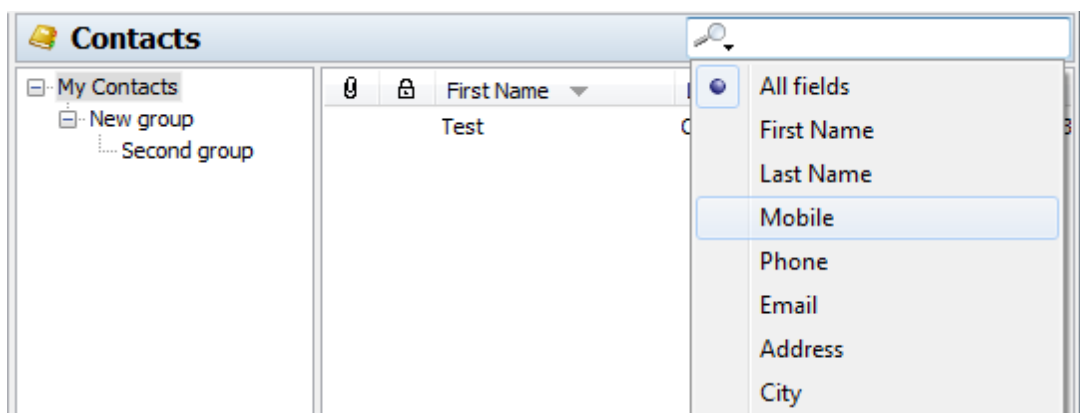 Contacts
My Contacts
New group
Second group
First Name
Test
All fields
First Name
Last Name
Mobile
Phone
Email
Address
City